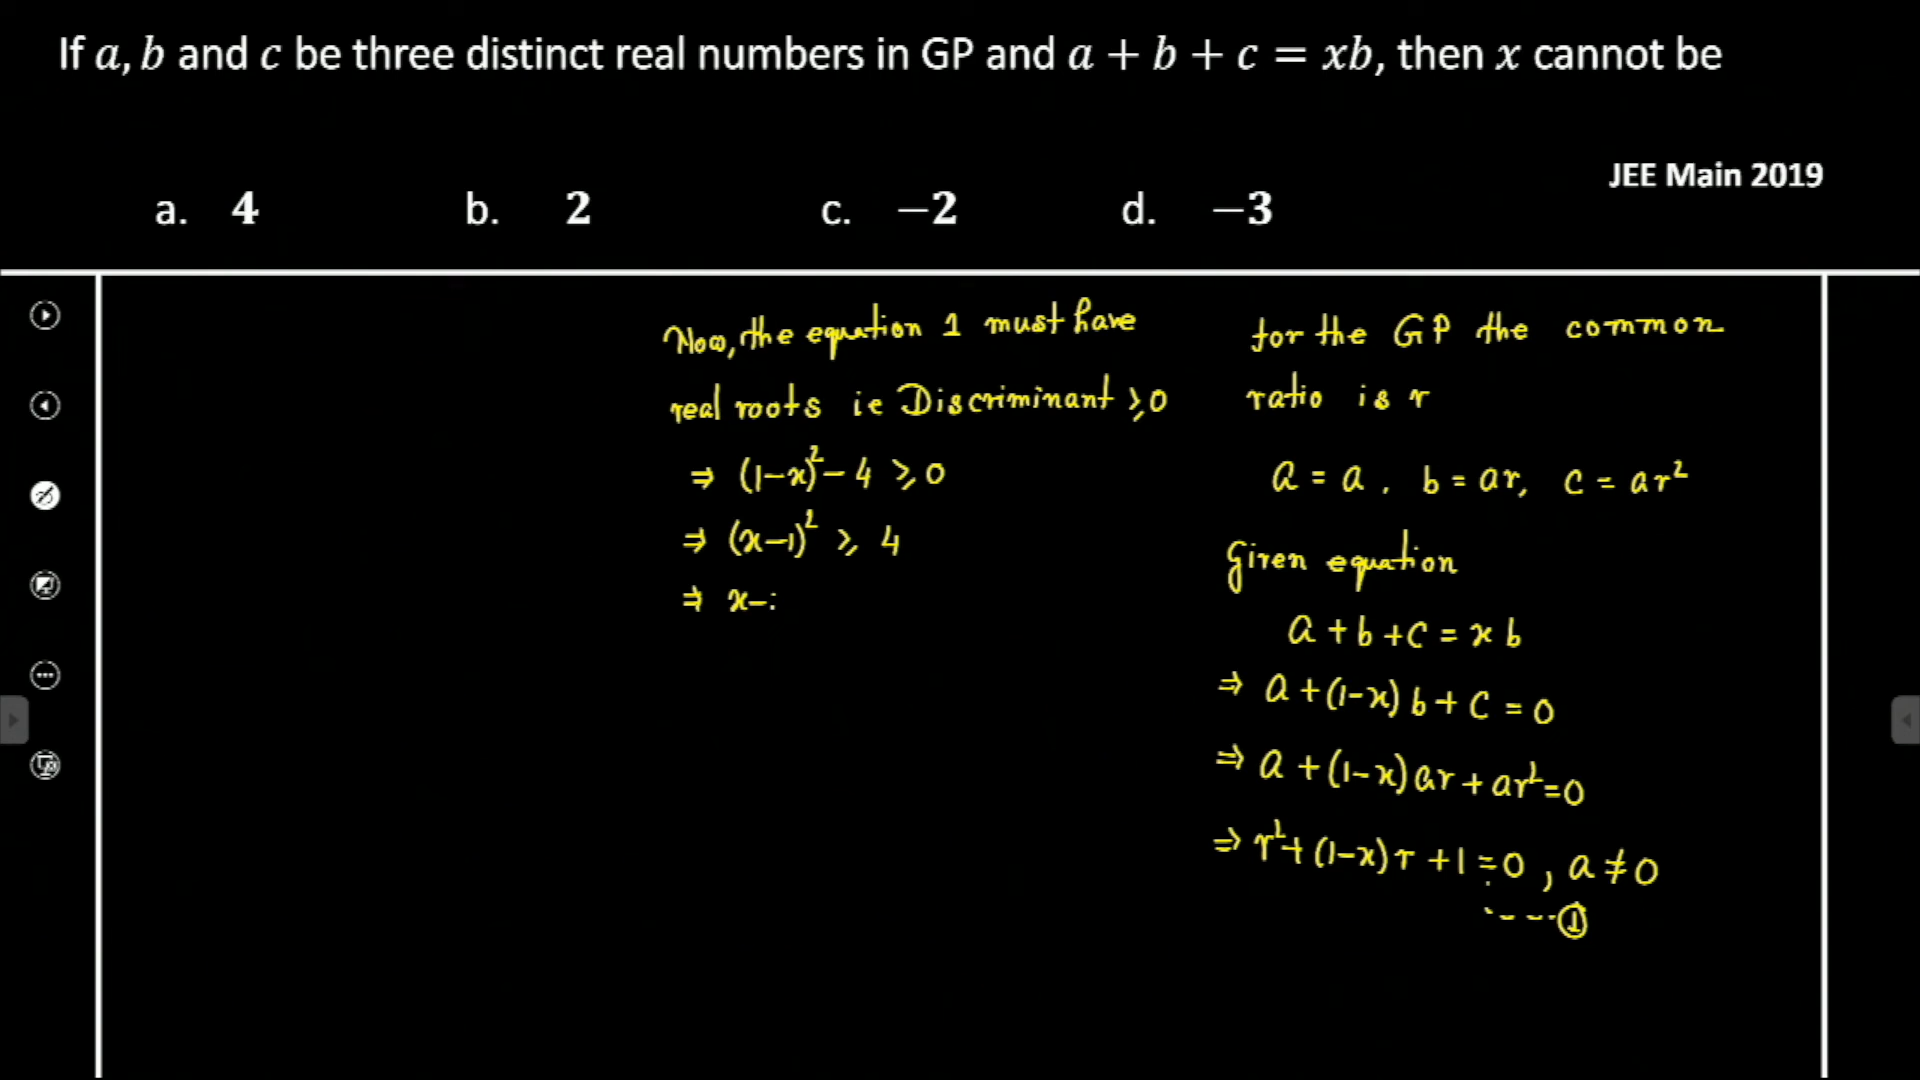 If a, b and c be three distinct real numbers in GP and a + b + c = xb, then x cannot be
JEE Main 2019
a. 4 b. 2 c. −2 d. −3
for the GP the common
ratio is r
a = a, b = ar, c = ar²
Given equation
a + b + c = x b
⇒ a + (1−x) b + c = 0
⇒ a + (1−x) ar + ar² = 0
⇒ r² + (1−x) r + 1 = 0, a ≠ 0
----①
Now, the equation 1 must have
real roots ie Discriminant ⩾ 0
⇒ (1−x)² − 4 ⩾ 0
⇒ (x−1)² ⩾ 4
⇒ x−